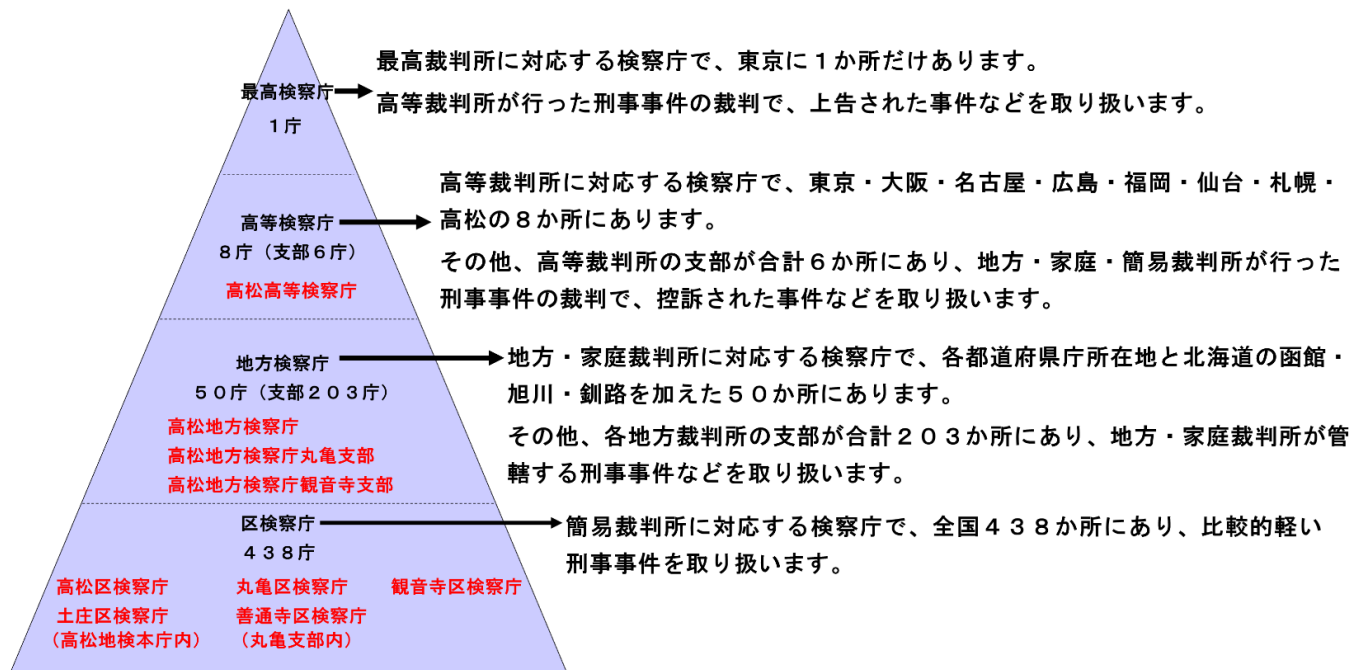 最高検察庁
１庁
最高裁判所に対応する検察庁で、東京に１か所だけあります。
高等裁判所が行った刑事事件の裁判で、上告された事件などを取り扱います。
高等検察庁
８庁（支部６庁）
高松高等検察庁
高等裁判所に対応する検察庁で、東京・大阪・名古屋・広島・福岡・仙台・札幌・
高松の８か所にあります。
その他、高等裁判所の支部が合計６か所にあり、地方・家庭・簡易裁判所が行った
刑事事件の裁判で、控訴された事件などを取り扱います。
地方検察庁
５０庁（支部２０３庁）
高松地方検察庁
高松地方検察庁丸亀支部
高松地方検察庁観音寺支部
地方・家庭裁判所に対応する検察庁で、各都道府県庁所在地と北海道の函館・
旭川・釧路を加えた５０か所にあります。
その他、各地方裁判所の支部が合計２０３か所にあり、地方・家庭裁判所が管
轄する刑事事件などを取り扱います。
区検察庁
４３８庁
高松区検察庁 丸亀区検察庁 観音寺区検察庁
土庄区検察庁 善通寺区検察庁
（高松地検本庁内） （丸亀支部内）
簡易裁判所に対応する検察庁で、全国４３８か所にあり、比較的軽い
刑事事件を取り扱います。